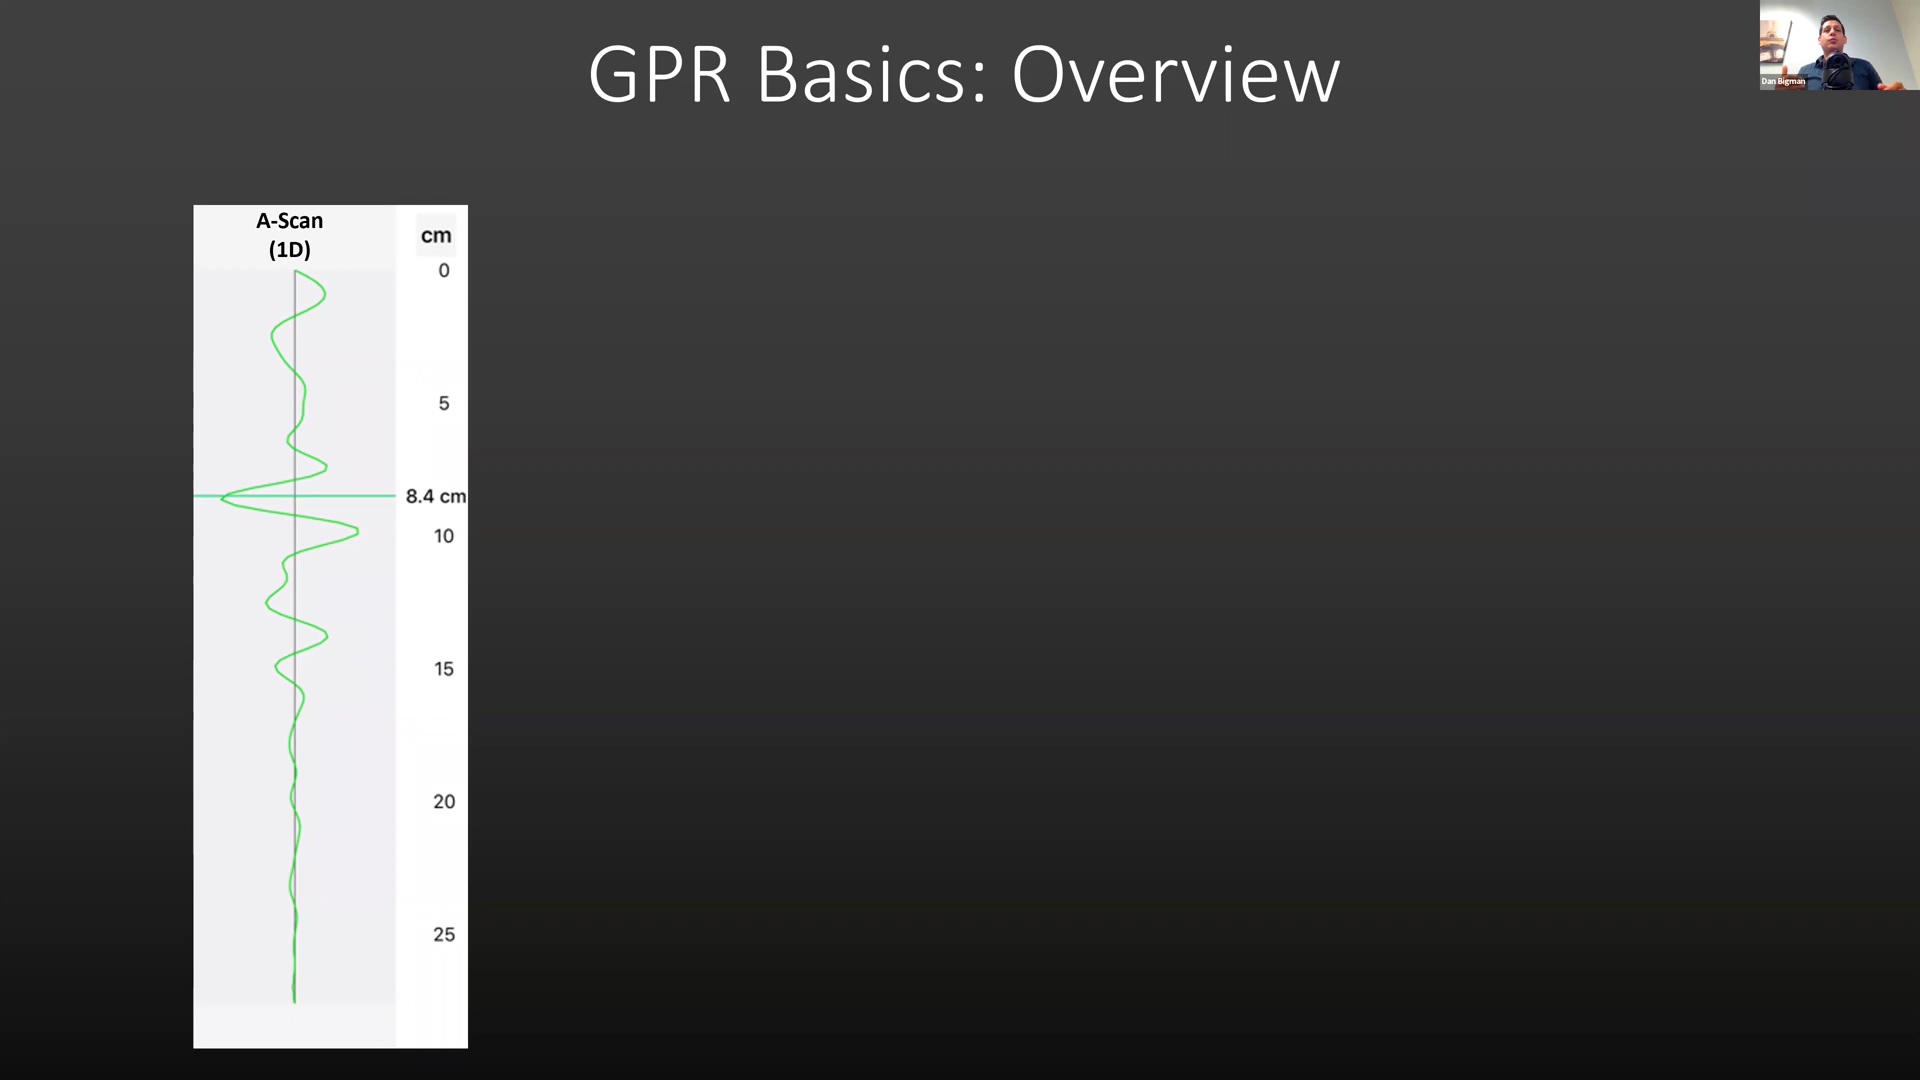 GPR Basics: Overview
Dan Bigman
A-Scan
(1D)
cm
0
5
8.4 cm
10
15
20
25